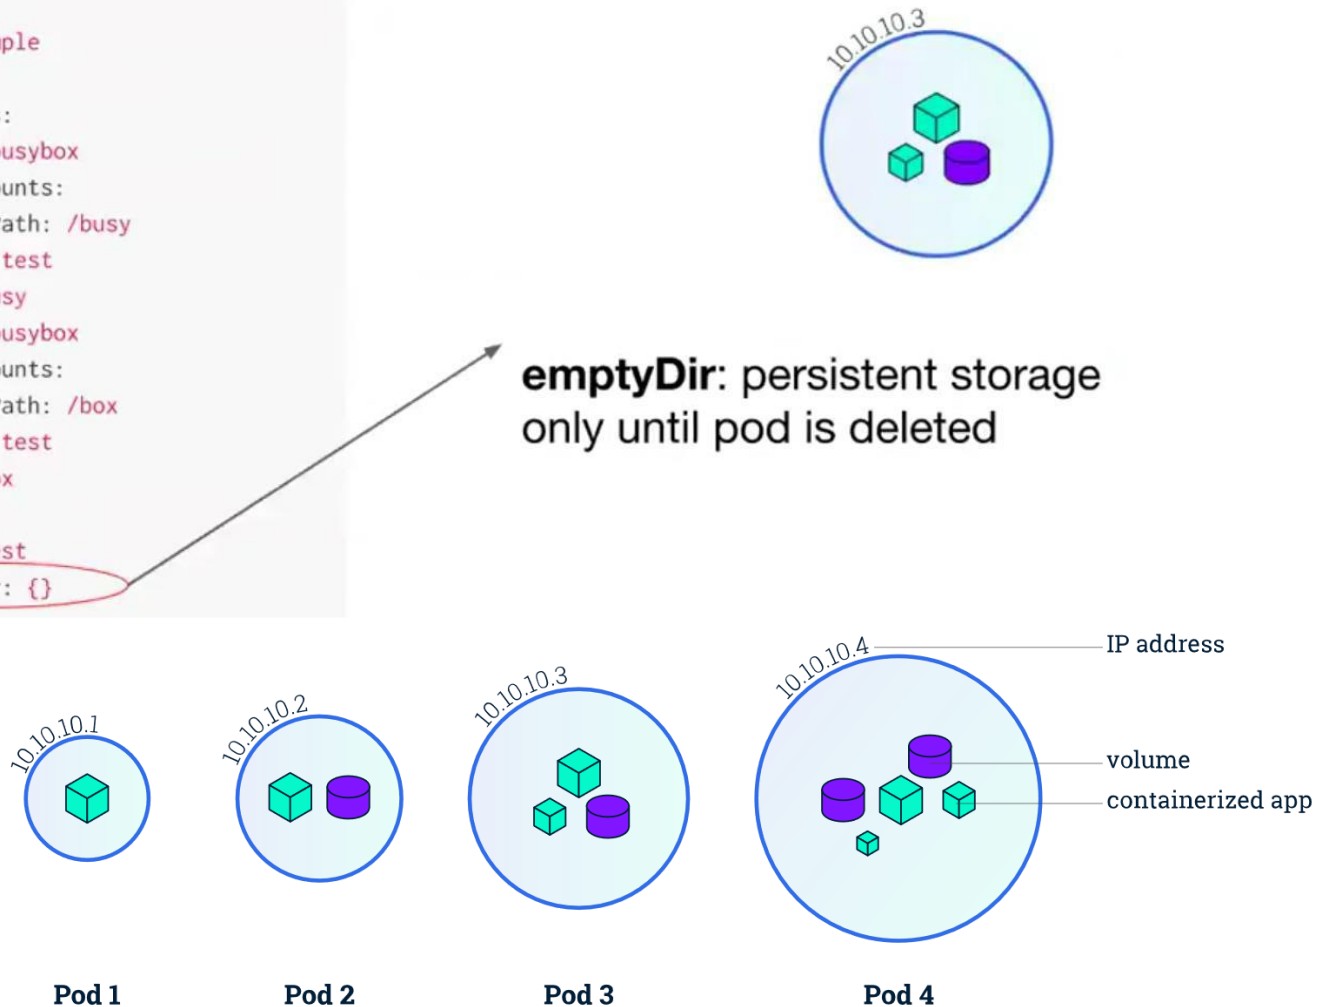 ple
:
usybox
unts:
ath: /busy
test
sy
usybox
unts:
ath: /box
test
x
st
: {}
10.10.10.3
emptyDir: persistent storage
only until pod is deleted
10.10.10.1
10.10.10.2
10.10.10.3
10.10.10.4
IP address
volume
containerized app
Pod 1
Pod 2
Pod 3
Pod 4